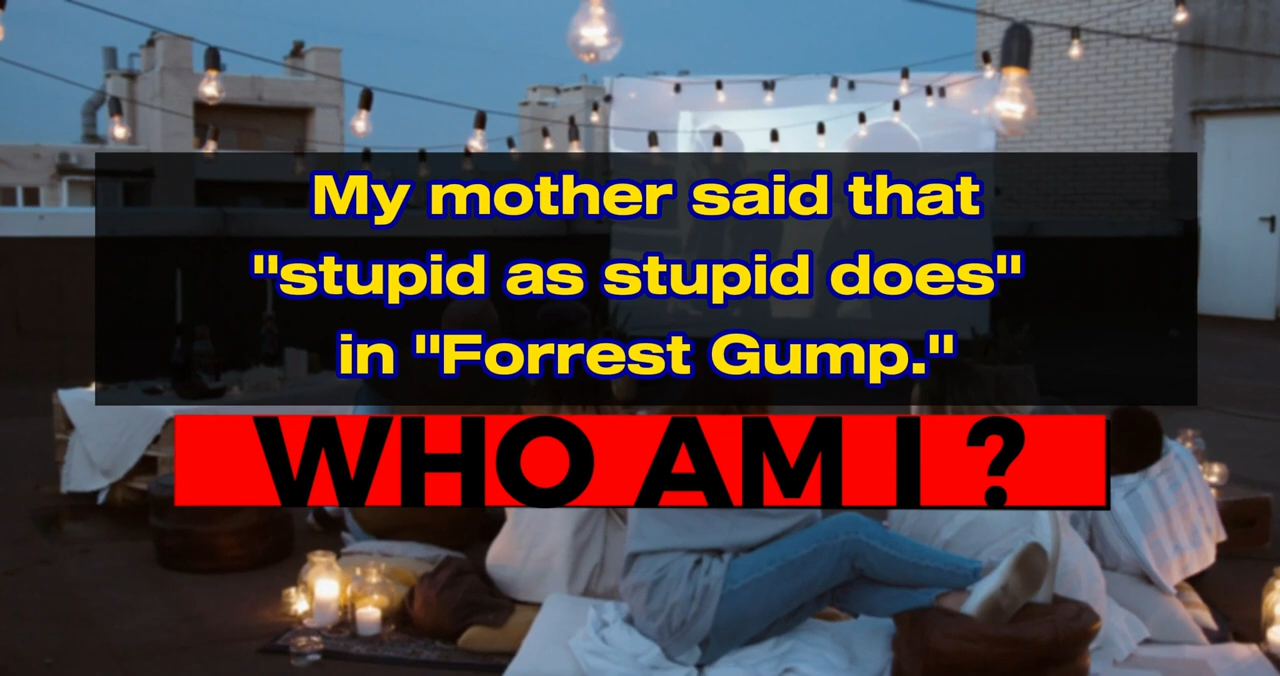 My mother said that
"stupid as stupid does"
in "Forrest Gump."
WHO AM I ?